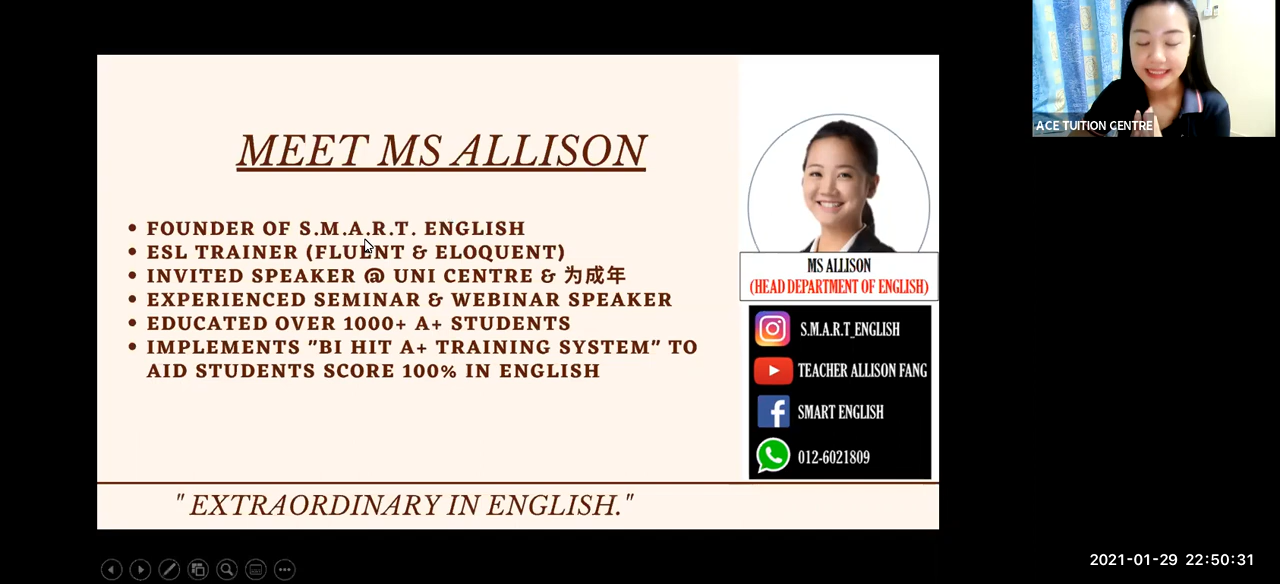 ACE TUITION CENTRE
MEET MS ALLISON
• FOUNDER OF S.M.A.R.T. ENGLISH
• ESL TRAINER (FLUENT & ELOQUENT)
• INVITED SPEAKER @ UNI CENTRE & 为成年
• EXPERIENCED SEMINAR & WEBINAR SPEAKER
• EDUCATED OVER 1000+ A+ STUDENTS
• IMPLEMENTS "BI HIT A+ TRAINING SYSTEM" TO
AID STUDENTS SCORE 100% IN ENGLISH
MS ALLISON
(HEAD DEPARTMENT OF ENGLISH)
S.M.A.R.T_ENGLISH
TEACHER ALLISON FANG
SMART ENGLISH
012-6021809
" EXTRAORDINARY IN ENGLISH."
2021-01-29 22:50:31